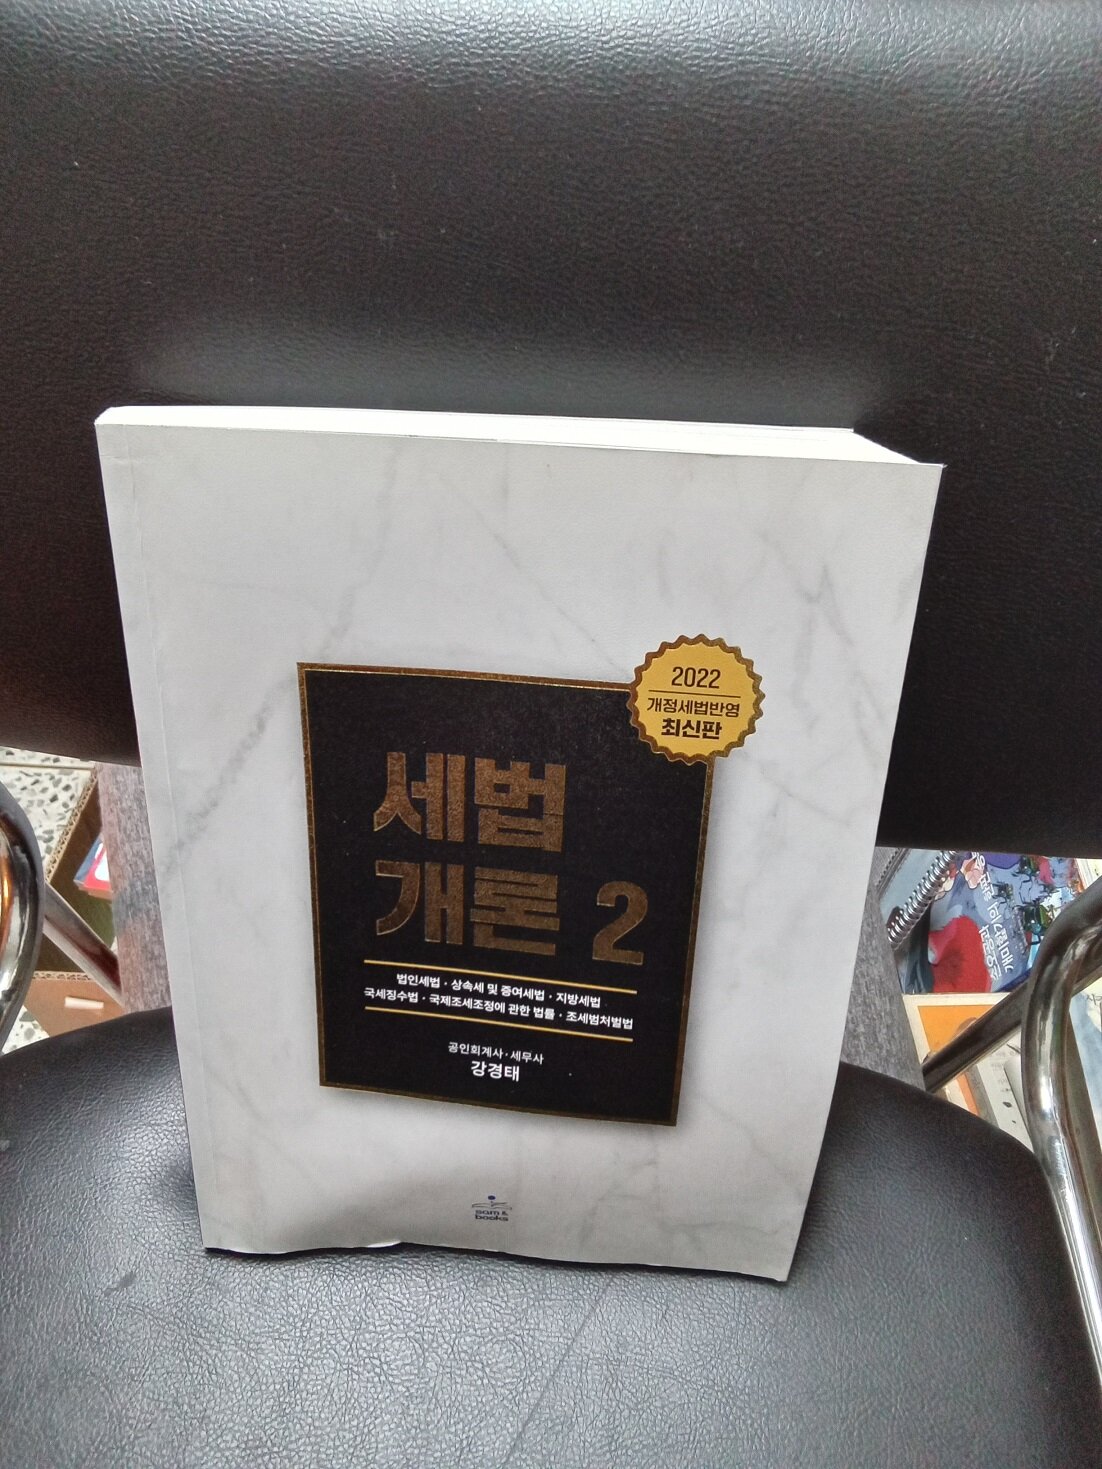 2022
개정세법반영
최신판
세법
개론 2
법인세법 · 상속세 및 증여세법 · 지방세법
국세징수법 · 국제조세조정에 관한 법률 · 조세범처벌법
공인회계사 · 세무사
강경태
sam &
books